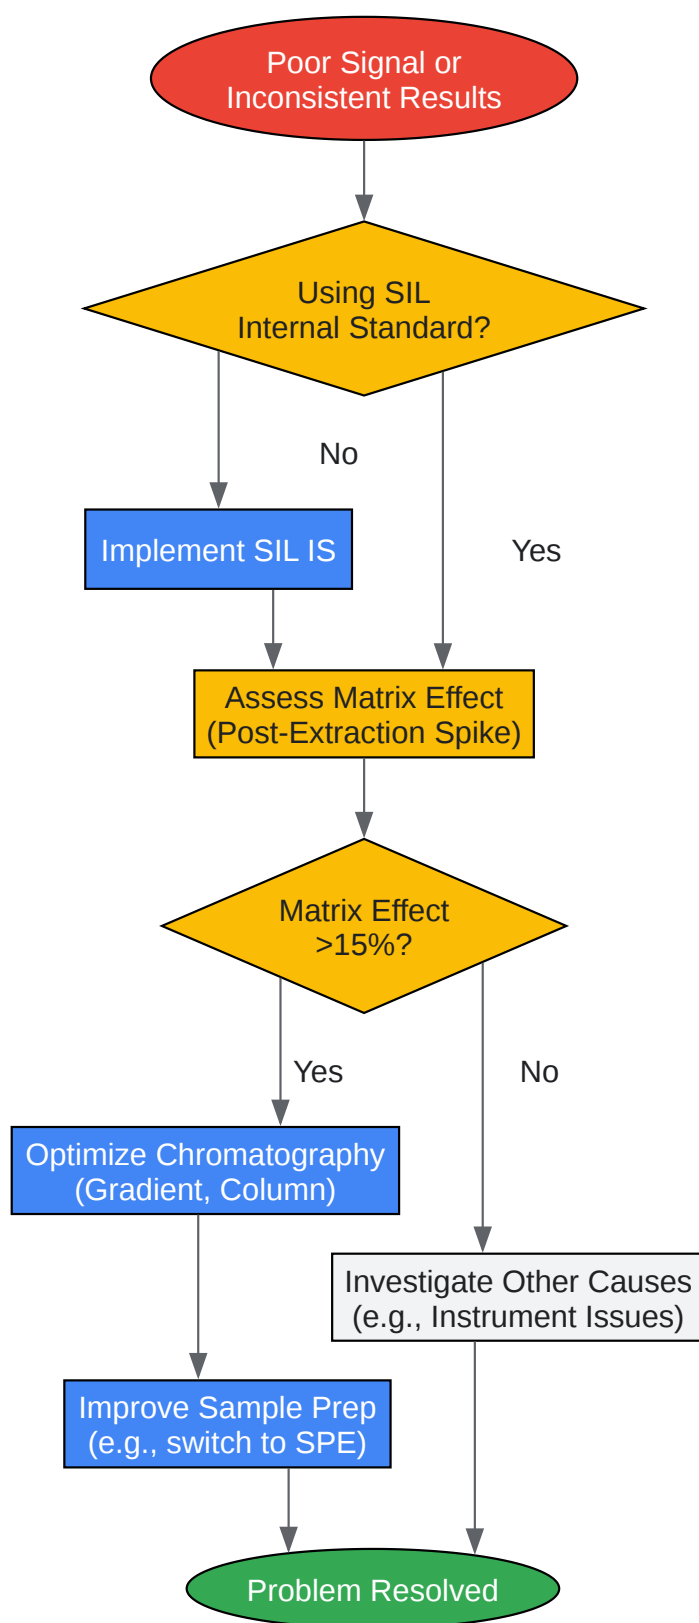 Poor Signal or
Inconsistent Results
Using SIL
Internal Standard?
No
Implement SIL IS
Yes
Assess Matrix Effect
(Post-Extraction Spike)
Matrix Effect
>15%?
Yes
No
Optimize Chromatography
(Gradient, Column)
Investigate Other Causes
(e.g., Instrument Issues)
Improve Sample Prep
(e.g., switch to SPE)
Problem Resolved